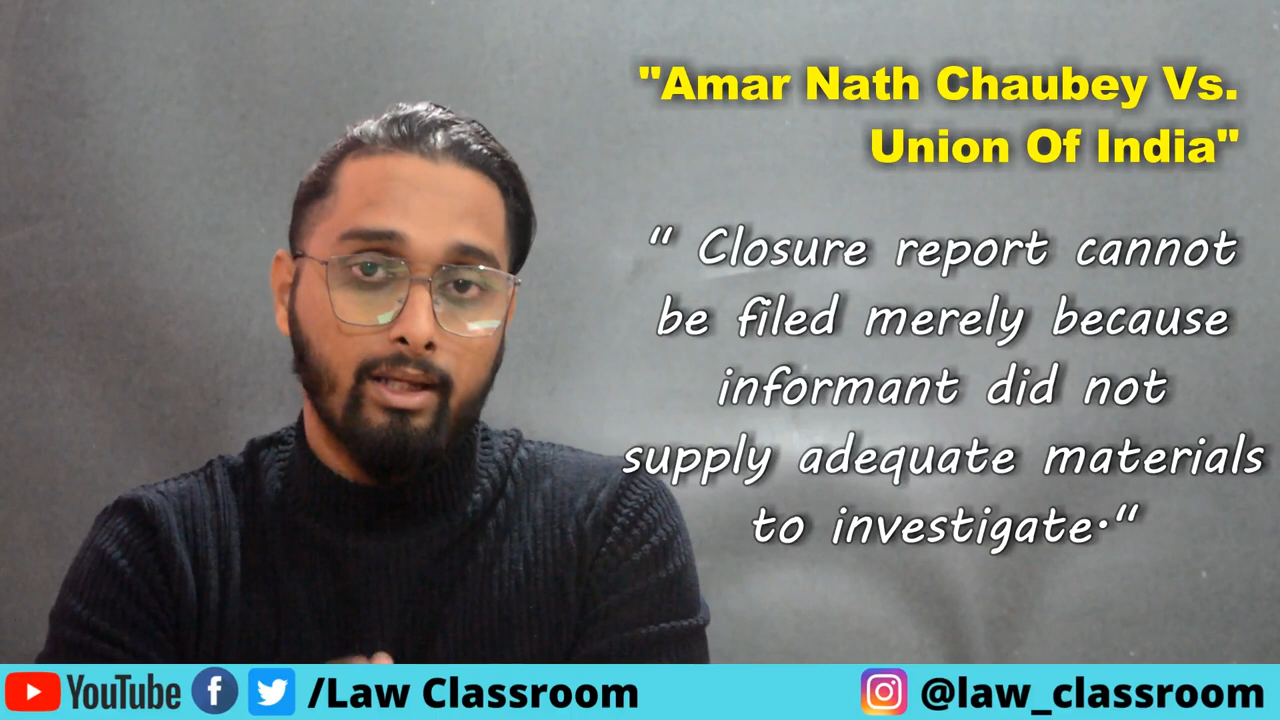 "Amar Nath Chaubey Vs.
Union Of India"
“ Closure report cannot
be filed merely because
informant did not
supply adequate materials
to investigate.“
YouTube /Law Classroom @law_classroom